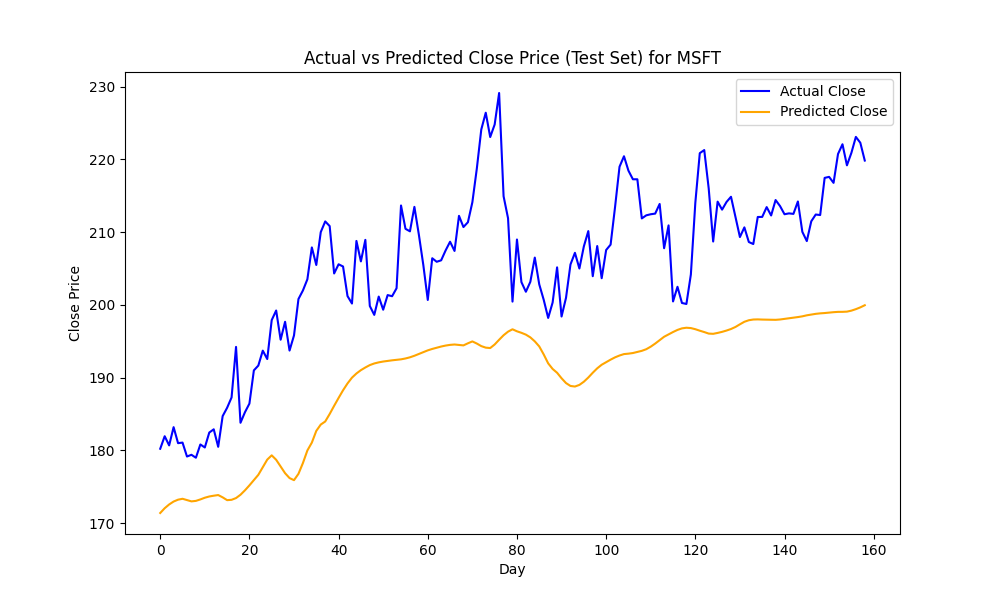 Actual vs Predicted Close Price (Test Set) for MSFT
Actual Close
Predicted Close
Close Price
230
220
210
200
190
180
170
0 20 40 60 80 100 120 140 160
Day